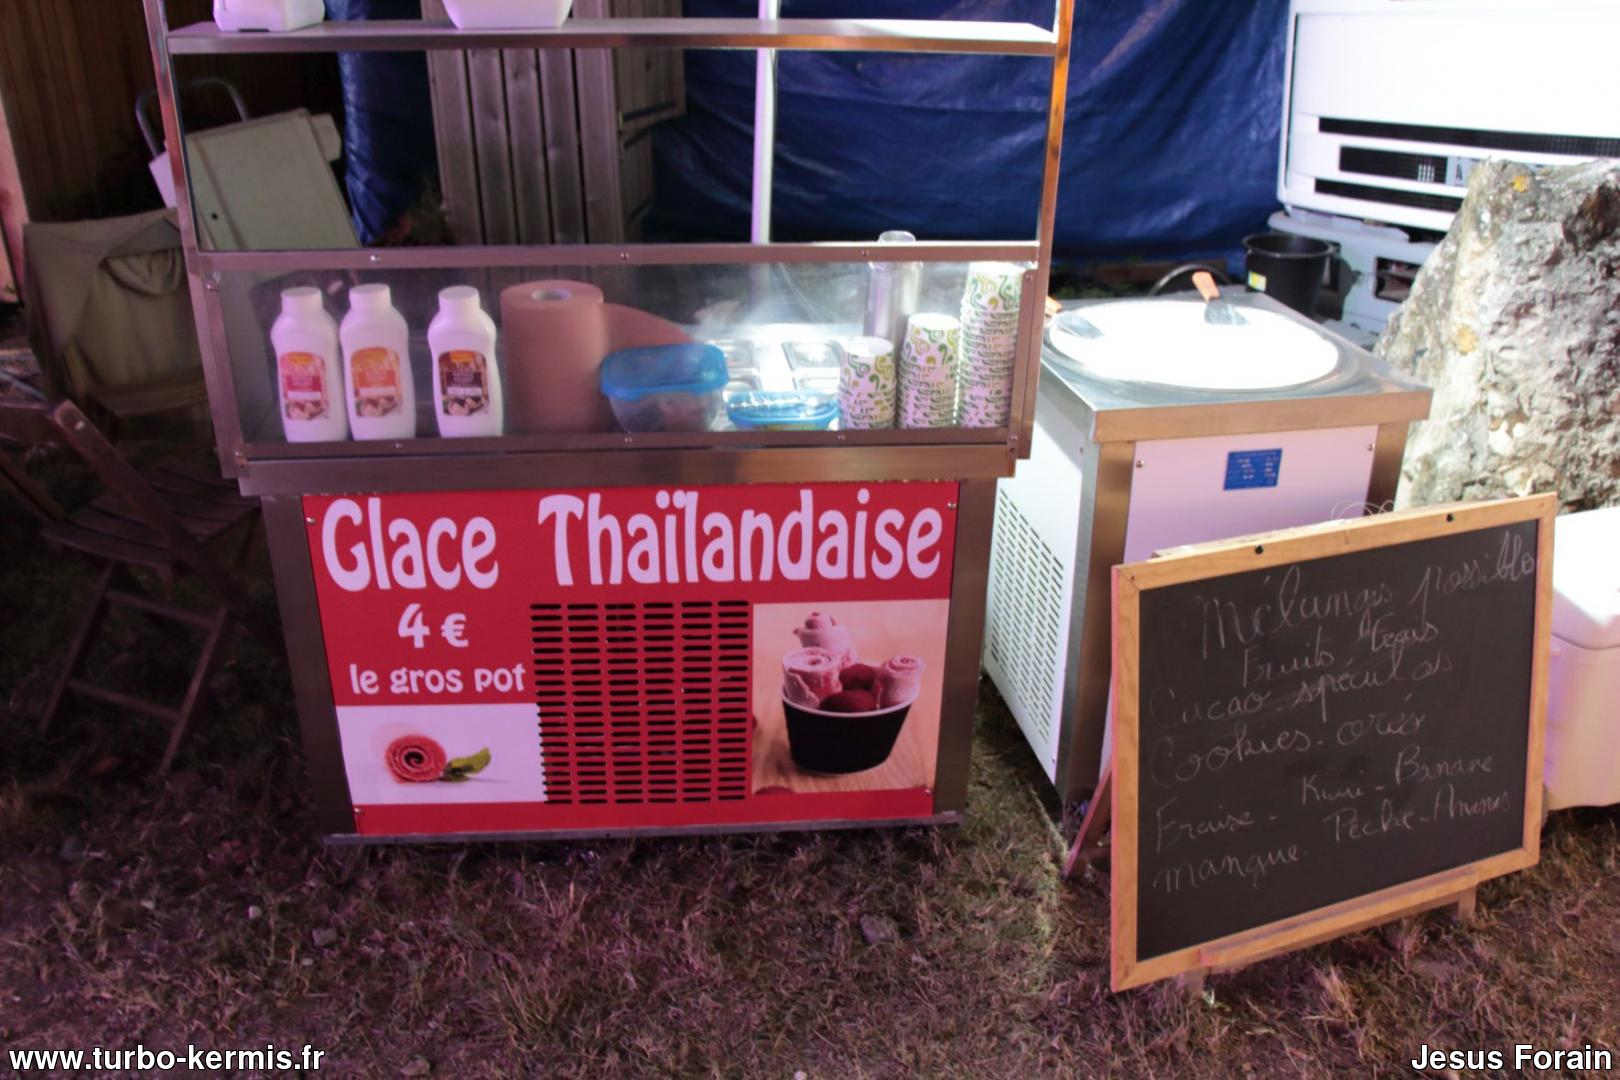 Glace Thaïlandaise
4 €
le gros pot
Mélanges possible
Fruits,
Cacao. spéculos
Cookies. oréo
Fraise. Kiwi. Banane
mangue. Pêche. Ananas
www.turbo-kermis.fr
Jesus Forain